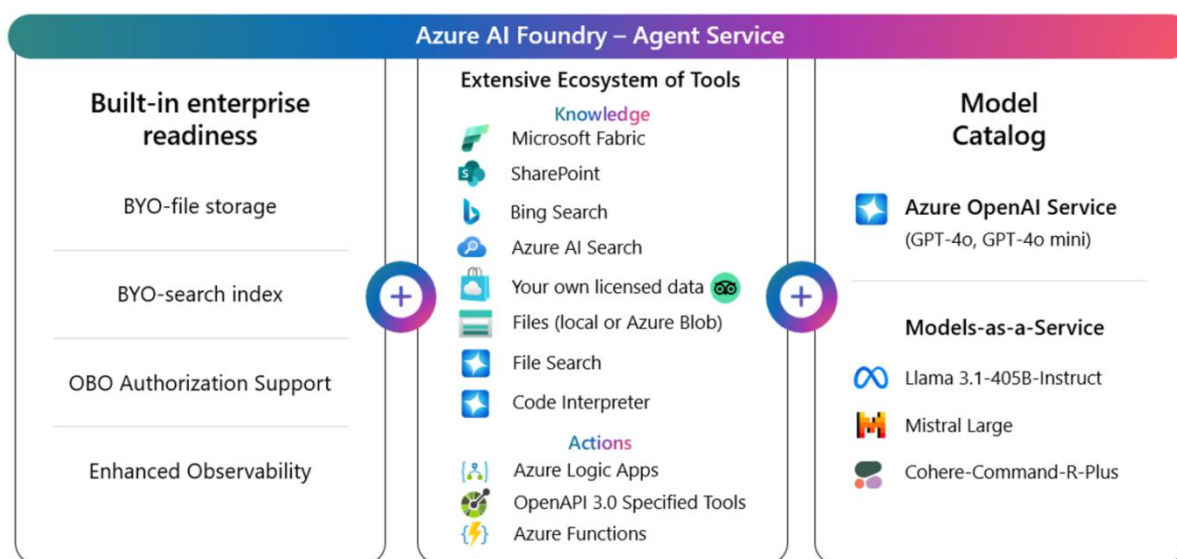 Azure AI Foundry – Agent Service
Built-in enterprise
readiness
BYO-file storage
BYO-search index
OBO Authorization Support
Enhanced Observability
Extensive Ecosystem of Tools
Knowledge
Microsoft Fabric
SharePoint
Bing Search
Azure AI Search
Your own licensed data
Files (local or Azure Blob)
File Search
Code Interpreter
Actions
Azure Logic Apps
OpenAPI 3.0 Specified Tools
Azure Functions
Model
Catalog
Azure OpenAI Service
(GPT-4o, GPT-4o mini)
Models-as-a-Service
Llama 3.1-405B-Instruct
Mistral Large
Cohere-Command-R-Plus